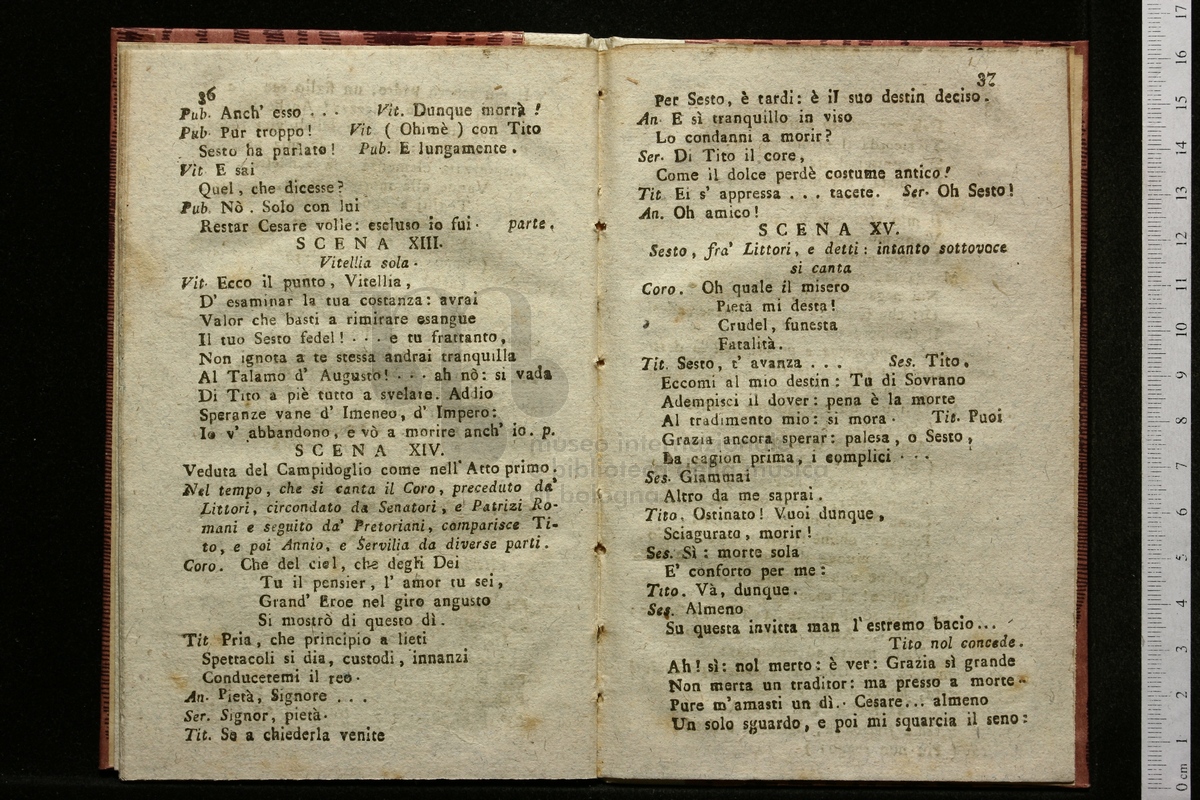 36
Pub. Anch' esso . . . Vit. Dunque morrà !
Pub. Pur troppo! Vit ( Ohimè ) con Tito
Sesto ha parlato! Pub. E lungamente .
Vit E sai
Quel, che dicesse?
Pub. Nò . Solo con lui
Restar Cesare volle: escluso io fui. parte.
SCENA XIII.
Vitellia sola.
Vit. Ecco il punto, Vitellia,
D' esaminar la tua costanza: avrai
Valor che basti a rimirare esangue
Il tuo Sesto fedel! . . . e tu frattanto,
Non ignota a te stessa andrai tranquilla
Al Talamo d' Augusto! . . . ah nò: si vada
Di Tito a piè tutto a svelare. Addio
Speranze vane d' Imeneo, d' Impero:
Io v' abbandono, e vò a morire anch' io. p.
SCENA XIV.
Veduta del Campidoglio come nell' Atto primo.
Nel tempo, che si canta il Coro, preceduto da'
Littori, circondato da Senatori, e Patrizi Ro-
mani e seguito da' Pretoriani, comparisce Ti-
to, e poi Annio, e Servilia da diverse parti.
Coro. Che del ciel, che degli Dei
Tu il pensier, l' amor tu sei,
Grand' Eroe nel giro angusto
Si mostrò di questo dì.
Tit Pria, che principio a lieti
Spettacoli si dia, custodi, innanzi
Conducetemi il reo.
An. Pietà, Signore . . .
Ser. Signor, pietà.
Tit. Se a chiederla venite
37
Per Sesto, è tardi: è il suo destin deciso.
An. E sì tranquillo in viso
Lo condanni a morir?
Ser. Di Tito il core,
Come il dolce perdè costume antico!
Tit Ei s' appressa . . . tacete. Ser. Oh Sesto!
An. Oh amico!
SCENA XV.
Sesto, fra' Littori, e detti: intanto sottovoce
si canta
Coro. Oh quale il misero
Pietà mi desta!
Crudel, funesta
Fatalità.
Tit. Sesto, t' avanza . . . Ses. Tito,
Eccomi al mio destin: Tu di Sovrano
Adempisci il dover: pena è la morte
Al tradimento mio: si mora. Tit. Puoi
Grazia ancora sperar: palesa, o Sesto,
La cagion prima, i complici . . .
Ses. Giammai
Altro da me saprai.
Tito. Ostinato! Vuoi dunque,
Sciagurato, morir!
Ses. Sì: morte sola
E' conforto per me:
Tito. Và, dunque.
Ses. Almeno
Su questa invitta man l' estremo bacio...
Tito nol concede.
Ah! sì: nol merto: è ver: Grazia sì grande
Non merta un traditor: ma presso a morte..
Pure m'amasti un dì.. Cesare... almeno
Un solo sguardo, e poi mi squarcia il seno: